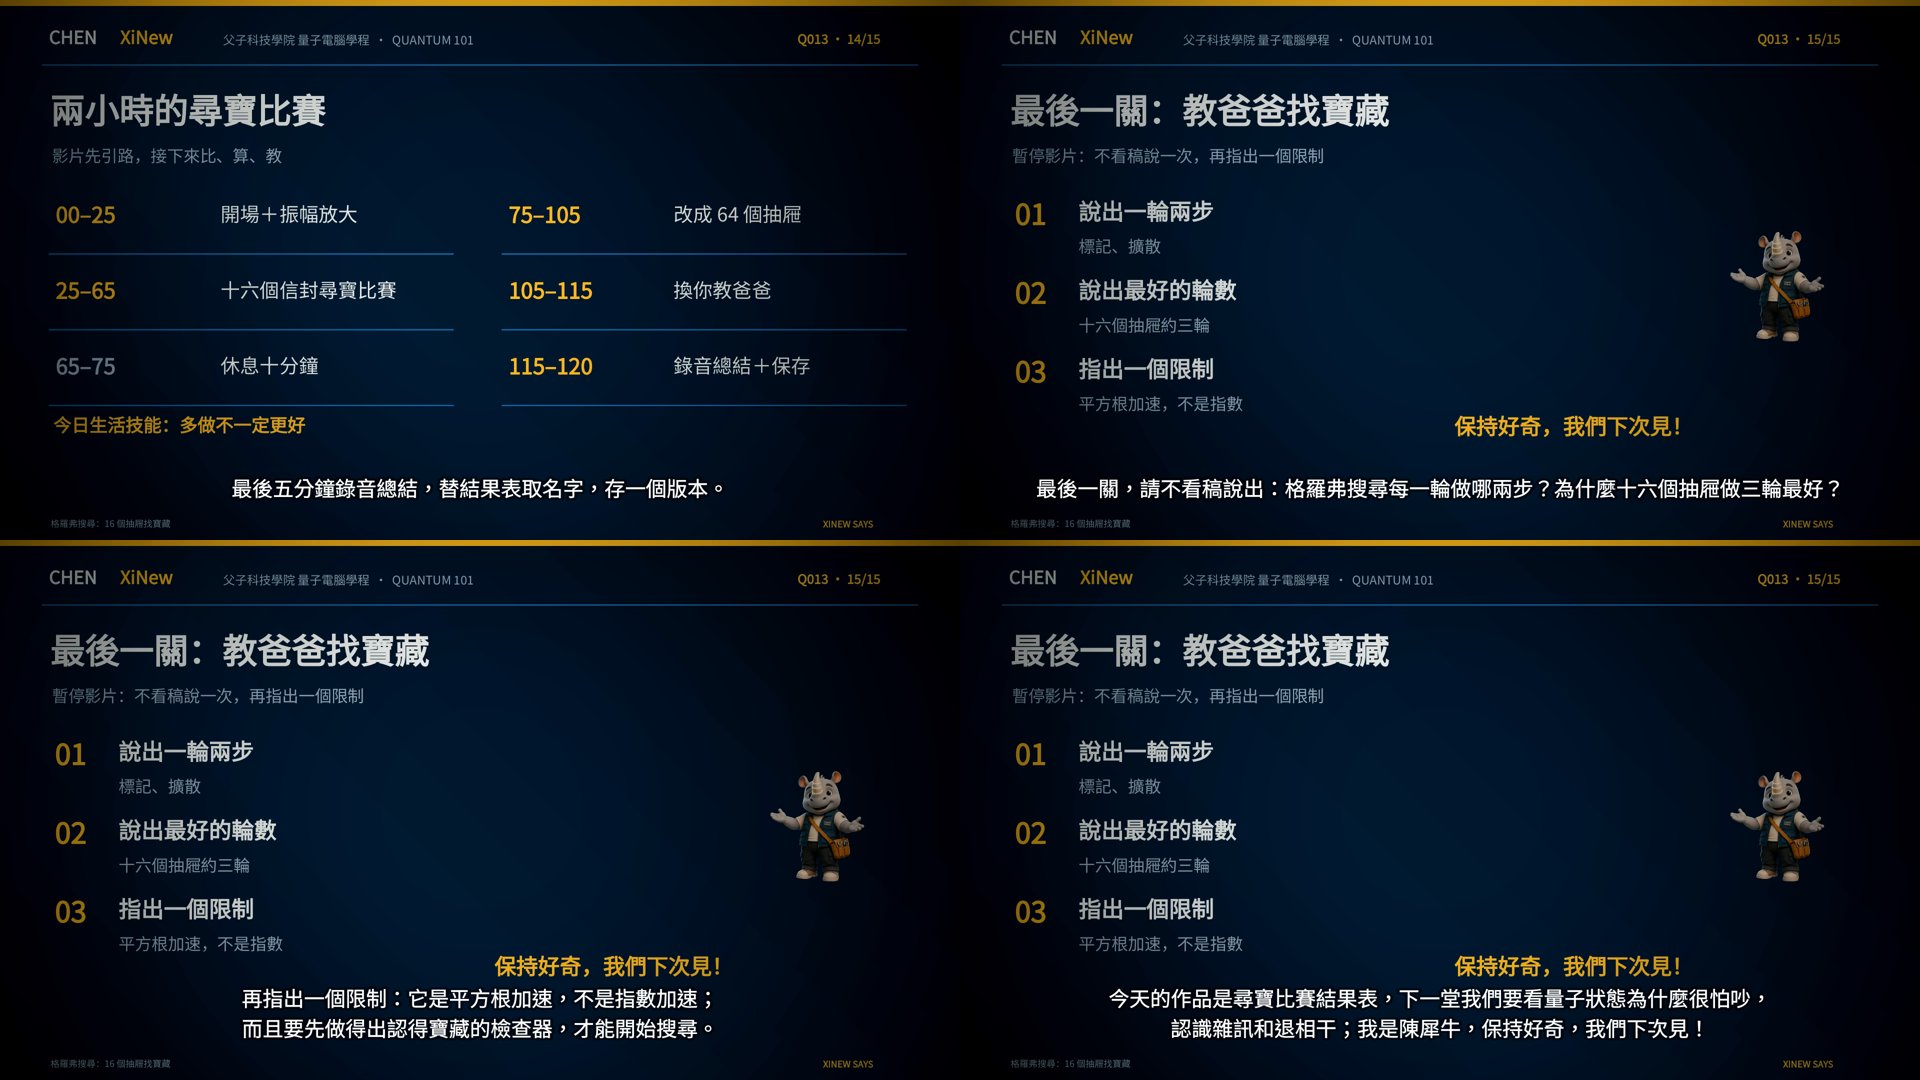 CHEN XiNew 父子科技學院 量子電腦學程 · QUANTUM 101 Q013 · 14/15
兩小時的尋寶比賽
影片先引路，接下來比、算、教
00–25 開場＋振幅放大
25–65 十六個信封尋寶比賽
65–75 休息十分鐘
75–105 改成 64 個抽屜
105–115 換你教爸爸
115–120 錄音總結＋保存
今日生活技能：多做不一定更好
最後五分鐘錄音總結，替結果表取名字，存一個版本。
格羅弗搜尋：16 個抽屜找寶藏 XINEW SAYS
CHEN XiNew 父子科技學院 量子電腦學程 · QUANTUM 101 Q013 · 15/15
最後一關：教爸爸找寶藏
暫停影片：不看稿說一次，再指出一個限制
01 說出一輪兩步
標記、擴散
02 說出最好的輪數
十六個抽屜約三輪
03 指出一個限制
平方根加速，不是指數
保持好奇，我們下次見！
最後一關，請不看稿說出：格羅弗搜尋每一輪做哪兩步？為什麼十六個抽屜做三輪最好？
格羅弗搜尋：16 個抽屜找寶藏 XINEW SAYS
CHEN XiNew 父子科技學院 量子電腦學程 · QUANTUM 101 Q013 · 15/15
最後一關：教爸爸找寶藏
暫停影片：不看稿說一次，再指出一個限制
01 說出一輪兩步
標記、擴散
02 說出最好的輪數
十六個抽屜約三輪
03 指出一個限制
平方根加速，不是指數
保持好奇，我們下次見！
再指出一個限制：它是平方根加速，不是指數加速；
而且要先做得出認得寶藏的檢查器，才能開始搜尋。
格羅弗搜尋：16 個抽屜找寶藏 XINEW SAYS
CHEN XiNew 父子科技學院 量子電腦學程 · QUANTUM 101 Q013 · 15/15
最後一關：教爸爸找寶藏
暫停影片：不看稿說一次，再指出一個限制
01 說出一輪兩步
標記、擴散
02 說出最好的輪數
十六個抽屜約三輪
03 指出一個限制
平方根加速，不是指數
保持好奇，我們下次見！
今天的作品是尋寶比賽結果表，下一堂我們要看量子狀態為什麼很怕吵，
認識雜訊和退相干；我是陳犀牛，保持好奇，我們下次見！
格羅弗搜尋：16 個抽屜找寶藏 XINEW SAYS